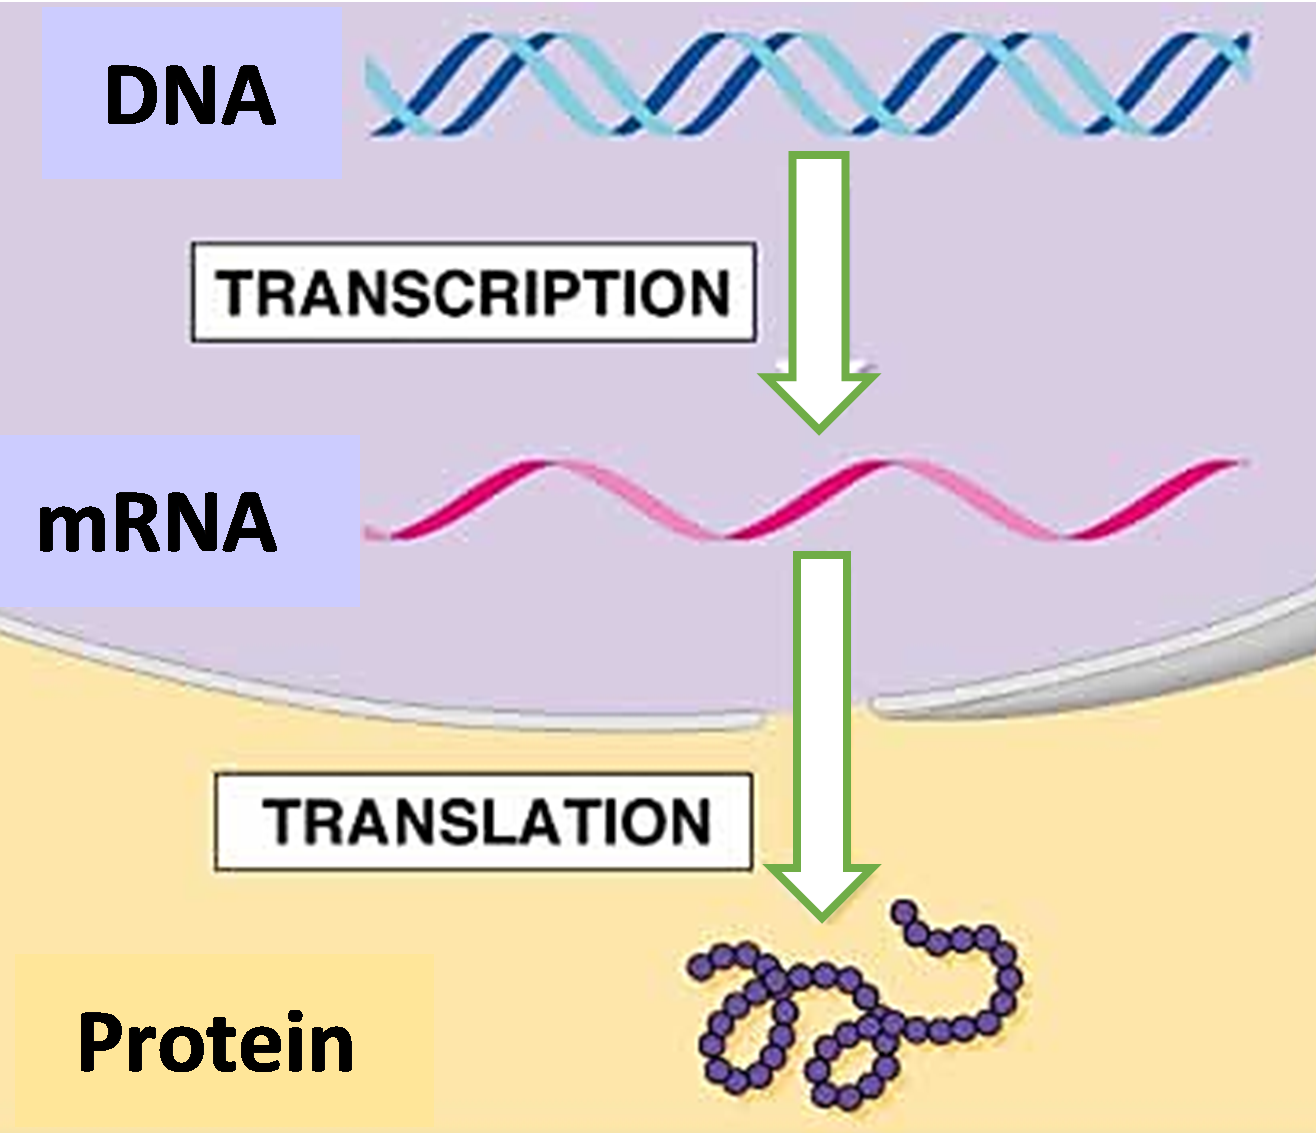 DNA
TRANSCRIPTION
mRNA
TRANSLATION
Protein